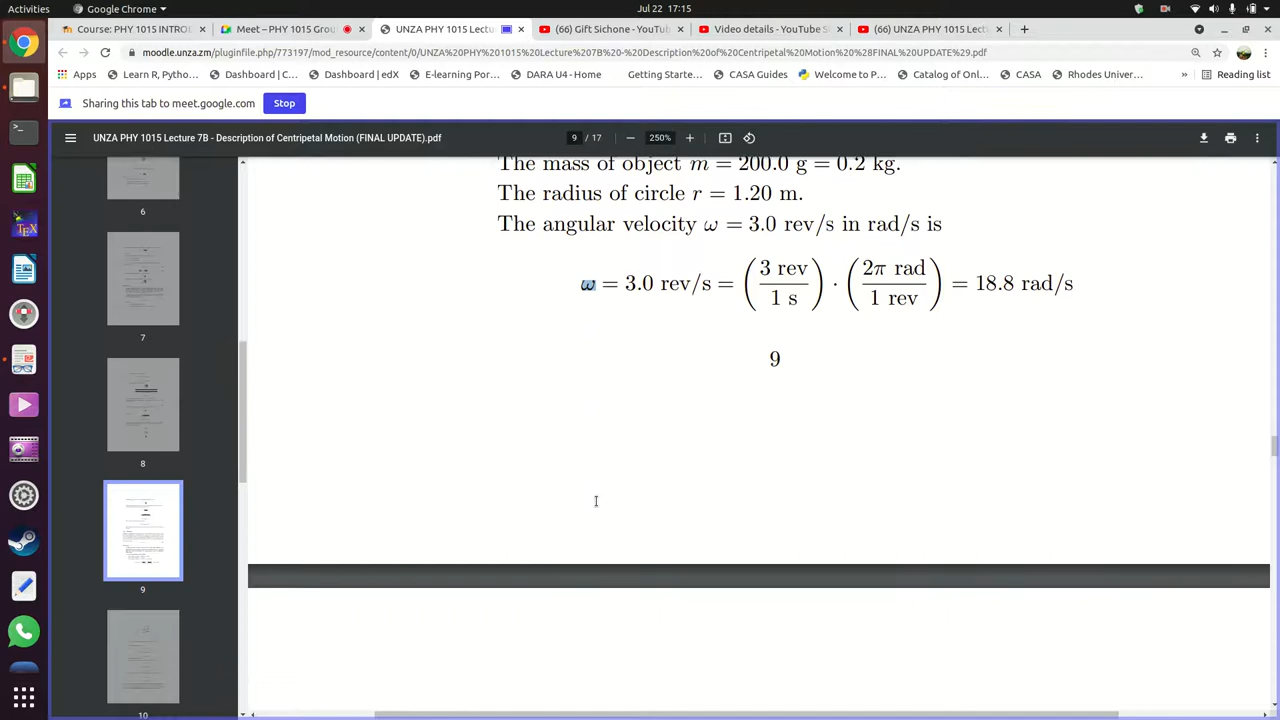 Activities
Google Chrome
Jul 22 17:15
Course: PHY 1015 INTROD
Meet – PHY 1015 Grou
UNZA PHY 1015 Lectu
(66) Gift Sichone - YouTub
Video details - YouTube S
(66) UNZA PHY 1015 Lect
moodle.unza.zm/pluginfile.php/773197/mod_resource/content/0/UNZA%20PHY%201015%20Lecture%207B%20-%20Description%20of%20Centripetal%20Motion%20%28FINAL%20UPDATE%29.pdf
Apps
Learn R, Python...
Dashboard | C...
Dashboard | edX
E-learning Por...
DARA U4 - Home
Getting Starte...
CASA Guides
Welcome to P...
Catalog of Onl...
CASA
Rhodes Univer...
»
Reading list
Sharing this tab to meet.google.com
Stop
UNZA PHY 1015 Lecture 7B - Description of Centripetal Motion (FINAL UPDATE).pdf
9 / 17
250%
6
7
8
9
10
The mass of object m = 200.0 g = 0.2 kg.
The radius of circle r = 1.20 m.
The angular velocity ω = 3.0 rev/s in rad/s is
ω = 3.0 rev/s = (3 rev / 1 s) · (2π rad / 1 rev) = 18.8 rad/s
9